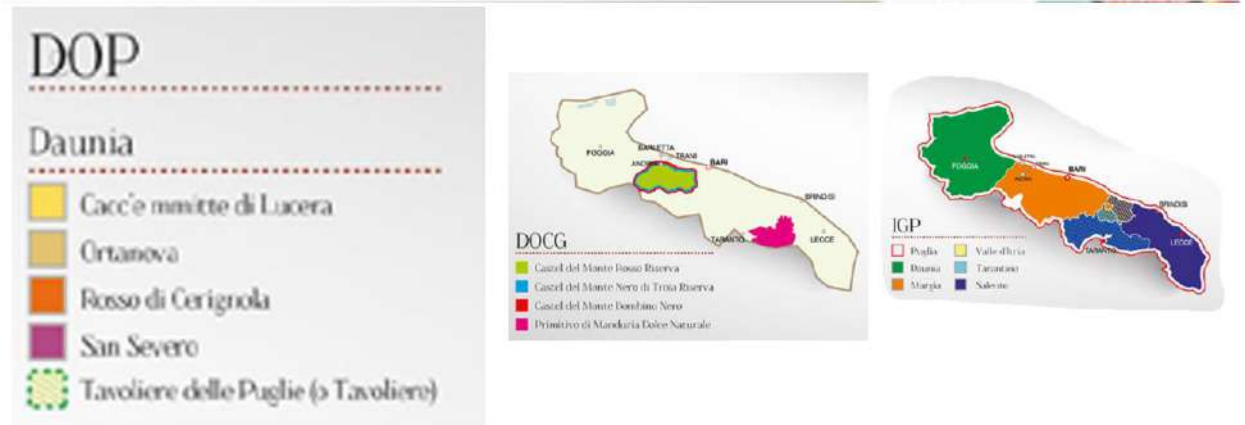 DOP
Daunia
Cacc'e mmitte di Lucera
Ortanova
Rosso di Cerignola
San Severo
Tavoliere delle Puglie (o Tavoliere)
FOGGIA
BARLETTA
ANDRIA
TRANI
BARI
BRINDISI
TARANTO
LECCE
DOCG
Castel del Monte Rosso Riserva
Castel del Monte Nero di Troia Riserva
Castel del Monte Bombino Nero
Primitivo di Manduria Dolce Naturale
FOGGIA
BARI
BRINDISI
TARANTO
LECCE
IGP
Puglia
Valle d'Itria
Daunia
Tarantino
Murgia
Salento